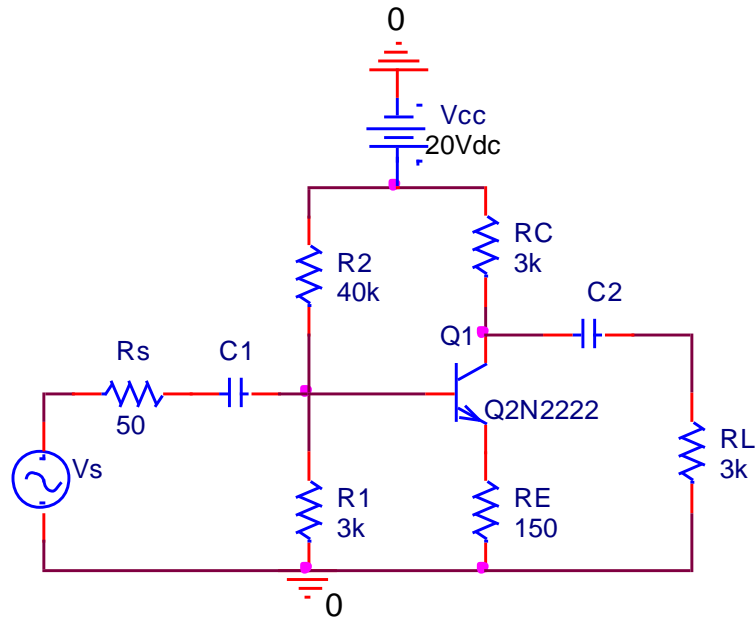 0
Vcc
20Vdc
R2
40k
RC
3k
C2
Q1
Rs
50
C1
Q2N2222
Vs
R1
3k
RE
150
RL
3k
0